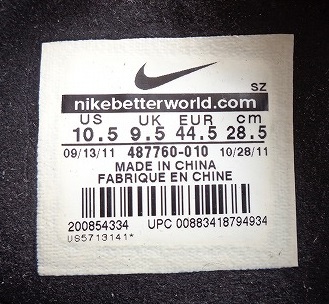 SZ
nikebetterworld.com
US UK EUR cm
10.5 9.5 44.5 28.5
09/13/11 487760-010 10/28/11
MADE IN CHINA
FABRIQUE EN CHINE
200854334 UPC 00883418794934
US5713141*